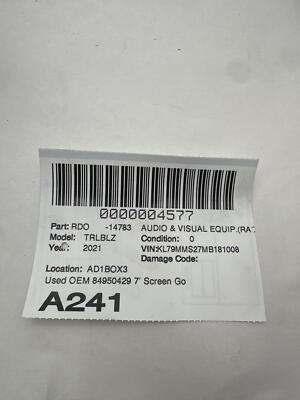 0000004577
Part: RDO -14783 AUDIO & VISUAL EQUIP.(RA
Model: TRLBLZ Condition: 0
Year: 2021 VIN:KL79MMS27MB181008
Damage Code:
Location: AD1BOX3
Used OEM 84950429 7' Screen Go
A241